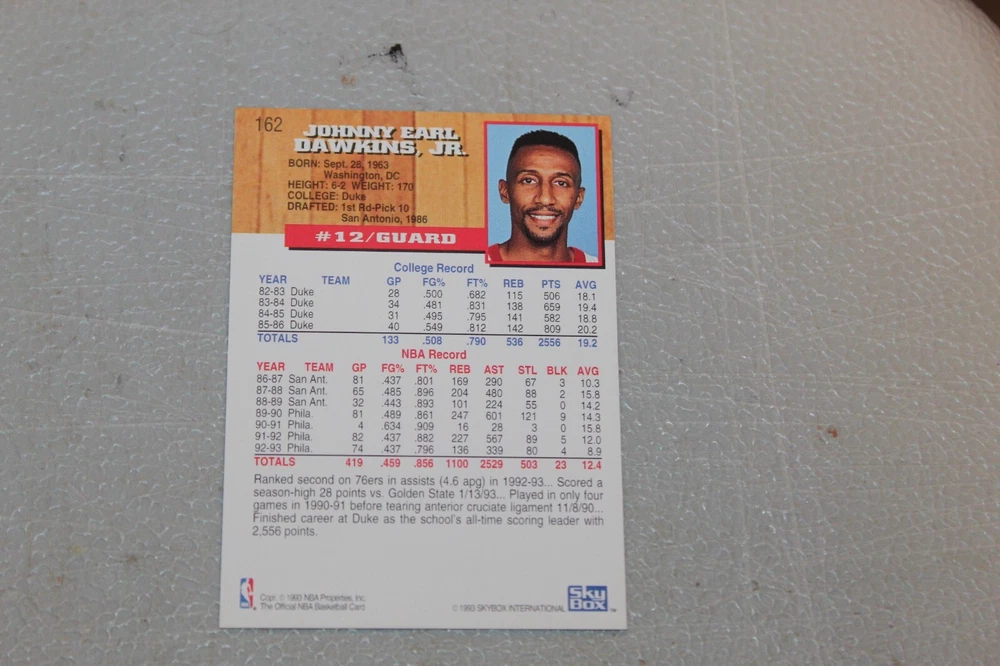 162
JOHNNY EARL
DAWKINS, JR.
BORN: Sept. 28, 1963
Washington, DC
HEIGHT: 6-2 WEIGHT: 170
COLLEGE: Duke
DRAFTED: 1st Rd-Pick 10
San Antonio, 1986
#12/GUARD
College Record
YEAR TEAM GP FG% FT% REB PTS AVG
82-83 Duke 28 .500 .682 115 506 18.1
83-84 Duke 34 .481 .831 138 659 19.4
84-85 Duke 31 .495 .795 141 582 18.8
85-86 Duke 40 .549 .812 142 809 20.2
TOTALS 133 .508 .790 536 2556 19.2
NBA Record
YEAR TEAM GP FG% FT% REB AST STL BLK AVG
86-87 San Ant. 81 .437 .801 169 290 67 3 10.3
87-88 San Ant. 65 .485 .896 204 480 88 2 15.8
88-89 San Ant. 32 .443 .893 101 224 55 0 14.2
89-90 Phila. 81 .489 .861 247 601 121 9 14.3
90-91 Phila. 4 .634 .909 16 28 3 0 15.8
91-92 Phila. 82 .437 .882 227 567 89 5 12.0
92-93 Phila. 74 .437 .796 136 339 80 4 8.9
TOTALS 419 .459 .856 1100 2529 503 23 12.4
Ranked second on 76ers in assists (4.6 apg) in 1992-93... Scored a
season-high 28 points vs. Golden State 1/13/93... Played in only four
games in 1990-91 before tearing anterior cruciate ligament 11/8/90...
Finished career at Duke as the school's all-time scoring leader with
2,556 points.
Copr. © 1993 NBA Properties, Inc.
The Official NBA Basketball Card
© 1993 SKYBOX INTERNATIONAL
SkyBox
TM